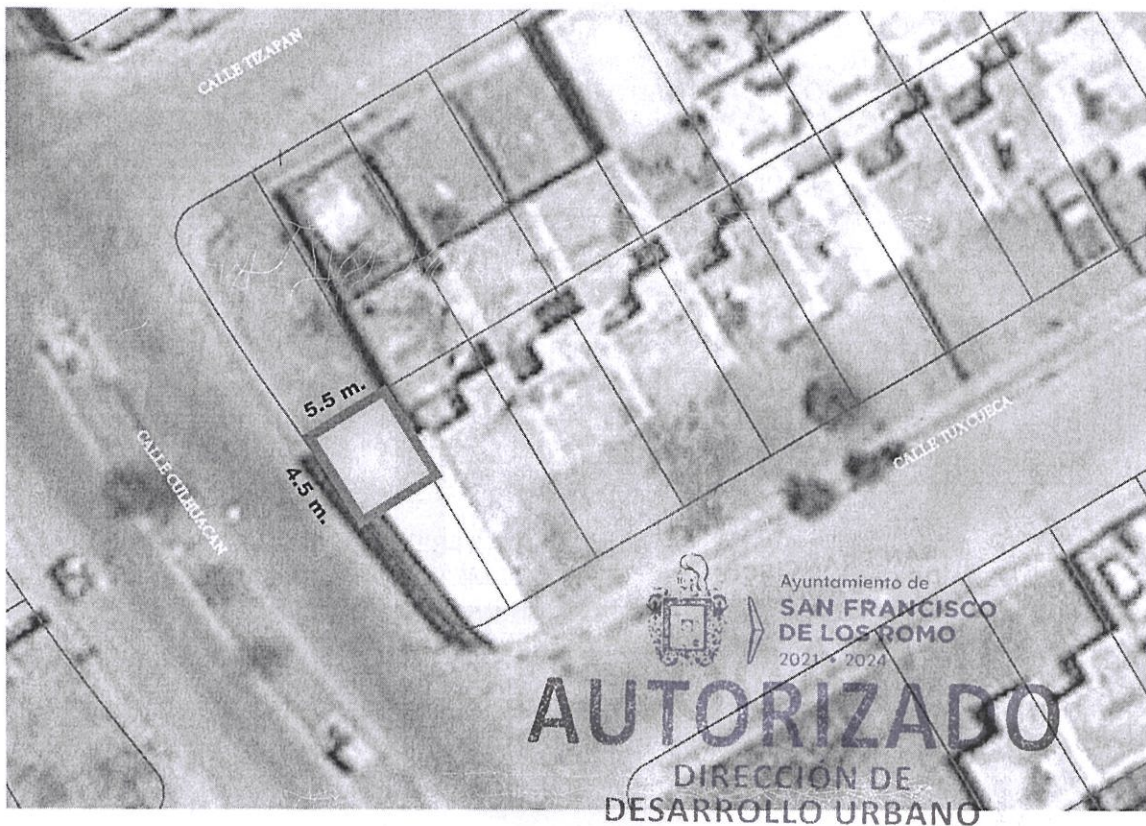 CALLE TIZAPAN
5.5 m.
4.5 m.
CALLE CULHUACAN
CALLE TUXCUECA
Ayuntamiento de
SAN FRANCISCO
DE LOS ROMO
2021 • 2024
AUTORIZADO
DIRECCIÓN DE
DESARROLLO URBANO